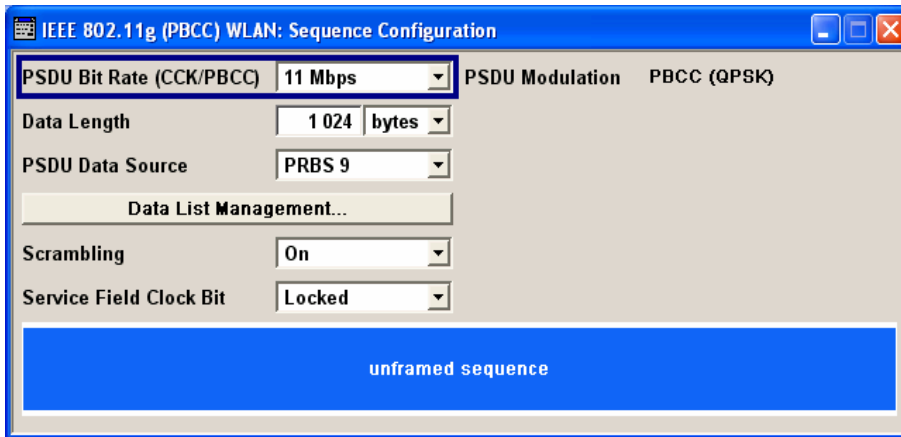 IEEE 802.11g (PBCC) WLAN: Sequence Configuration
PSDU Bit Rate (CCK/PBCC) 11 Mbps PSDU Modulation PBCC (QPSK)
Data Length 1 024 bytes
PSDU Data Source PRBS 9
Data List Management...
Scrambling On
Service Field Clock Bit Locked
unframed sequence